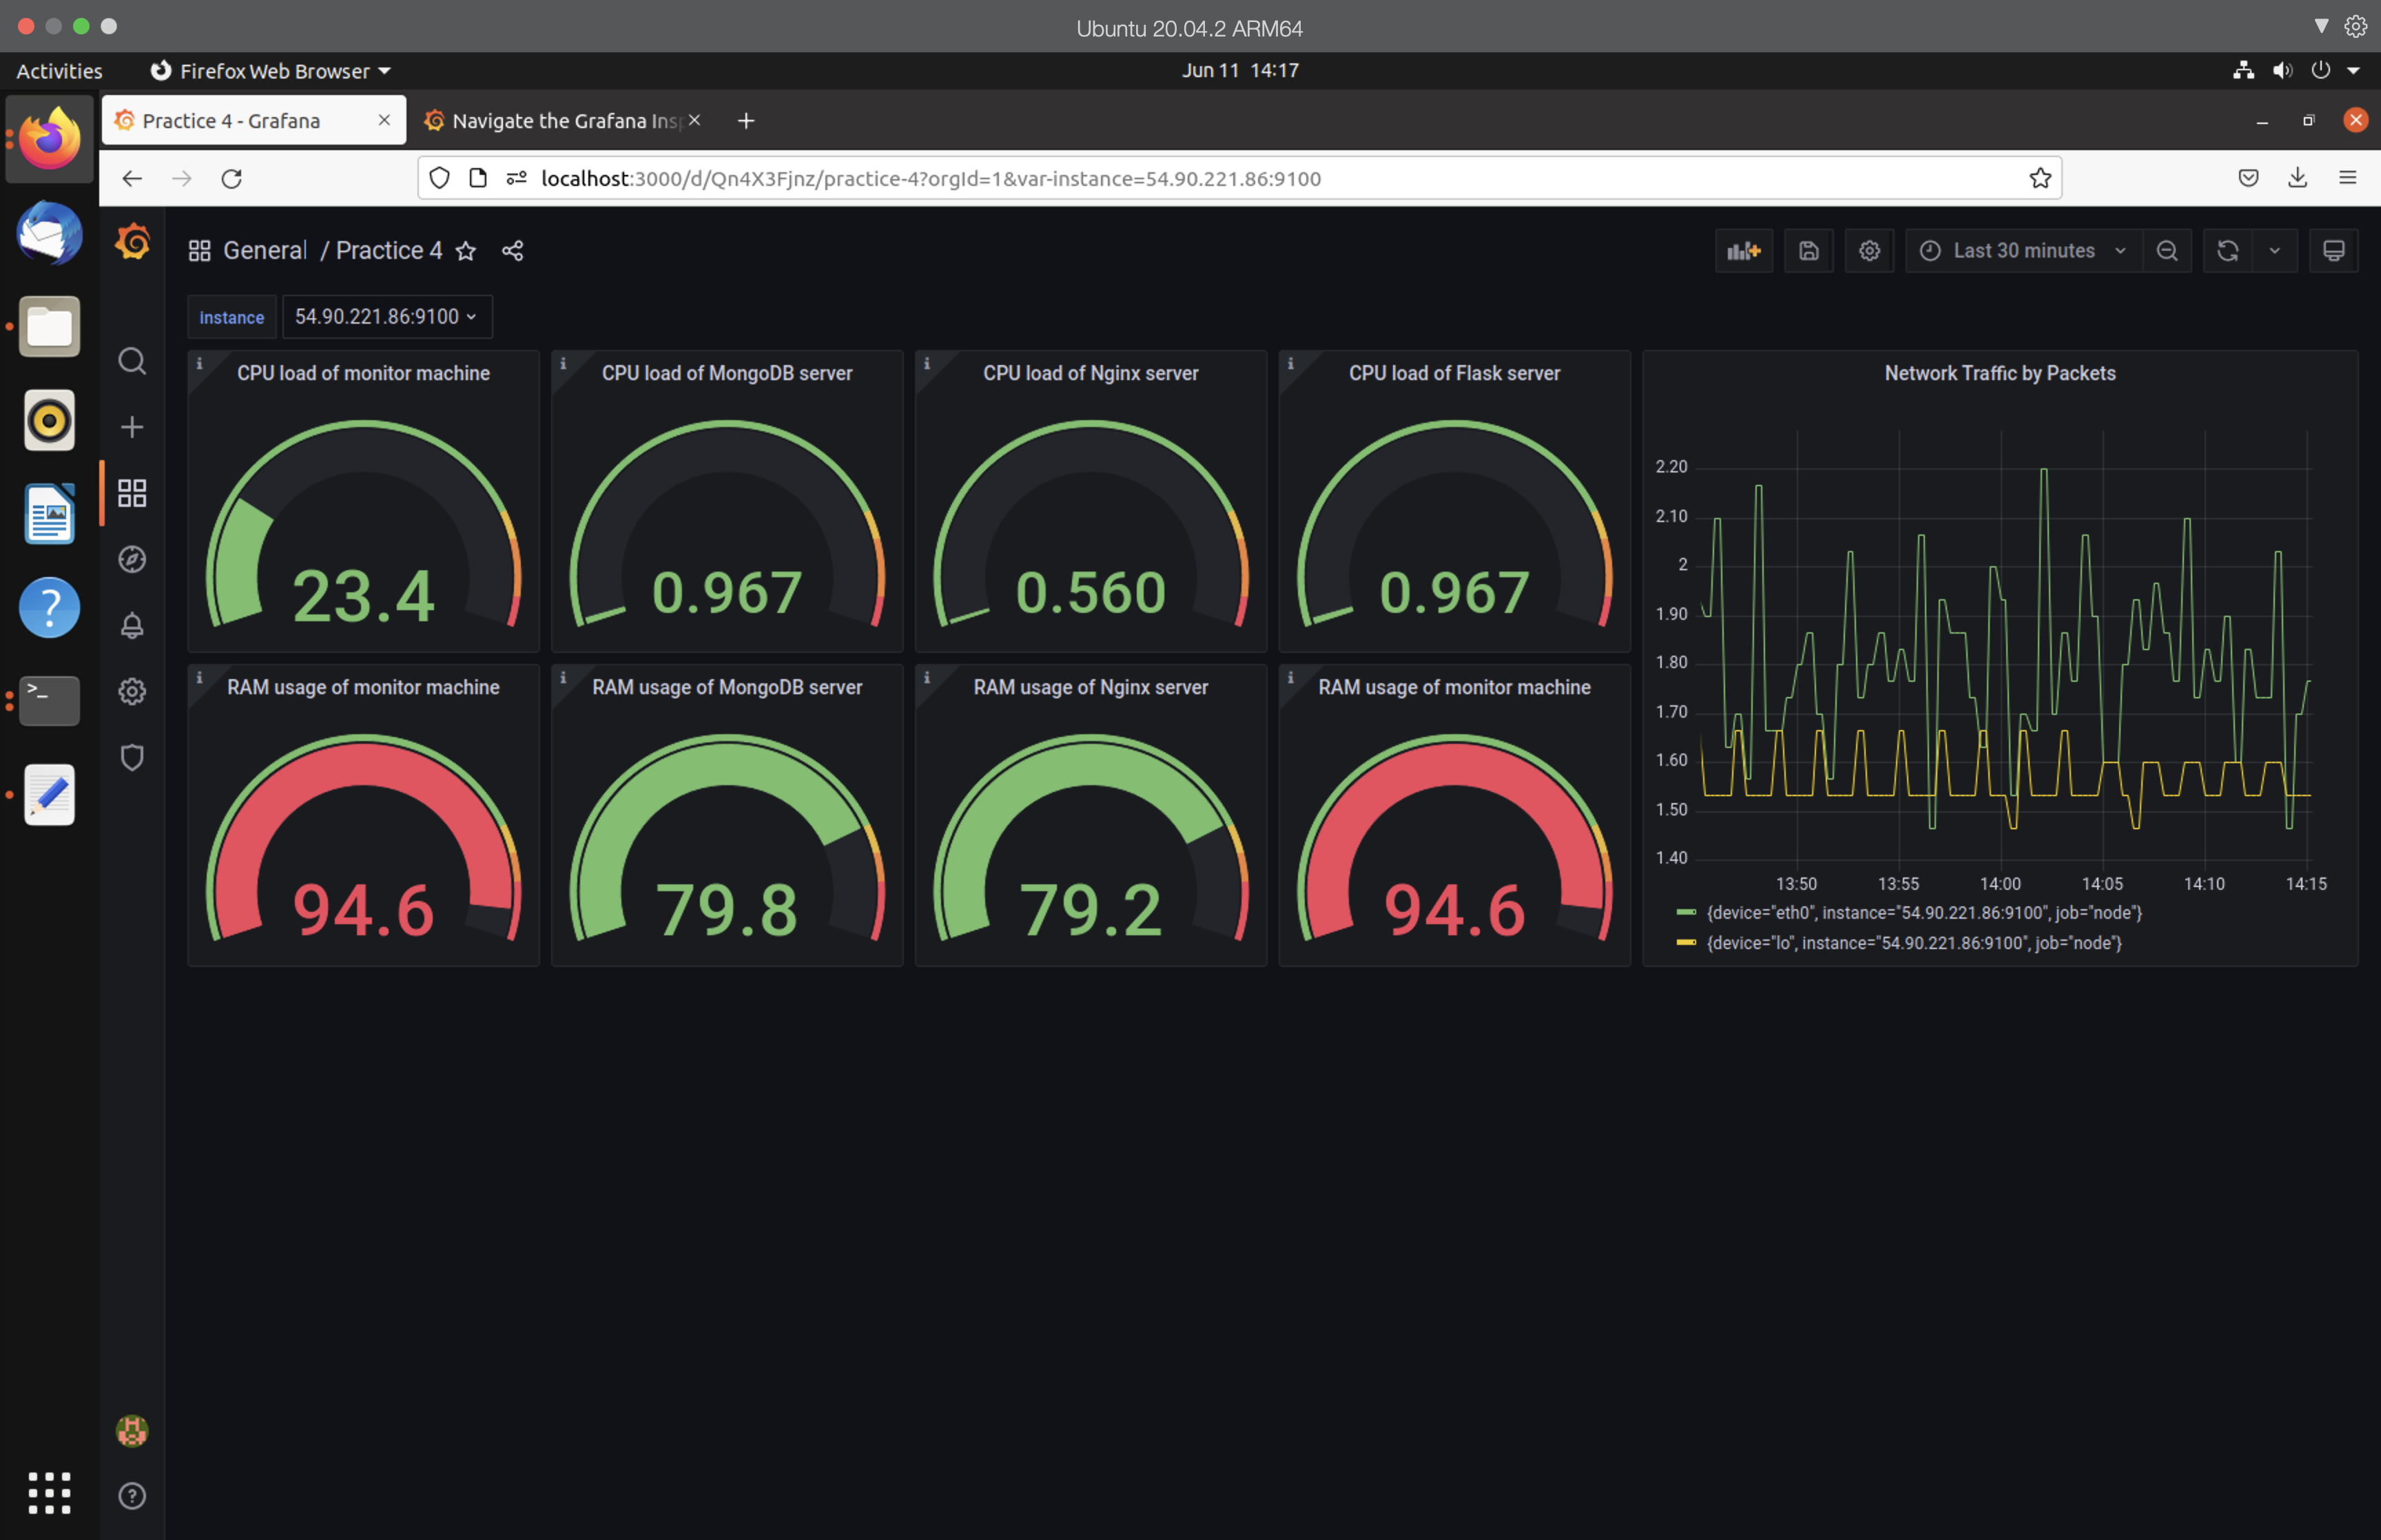 Ubuntu 20.04.2 ARM64
Activities Firefox Web Browser Jun 11 14:17
Practice 4 - Grafana Navigate the Grafana Insp
localhost:3000/d/Qn4X3Fjnz/practice-4?orgId=1&var-instance=54.90.221.86:9100
General / Practice 4 Last 30 minutes
instance 54.90.221.86:9100
CPU load of monitor machine
23.4
CPU load of MongoDB server
0.967
CPU load of Nginx server
0.560
CPU load of Flask server
0.967
RAM usage of monitor machine
94.6
RAM usage of MongoDB server
79.8
RAM usage of Nginx server
79.2
RAM usage of monitor machine
94.6
Network Traffic by Packets
2.20
2.10
2
1.90
1.80
1.70
1.60
1.50
1.40
13:50 13:55 14:00 14:05 14:10 14:15
{device="eth0", instance="54.90.221.86:9100", job="node"}
{device="lo", instance="54.90.221.86:9100", job="node"}